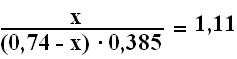 x
(0,74 - x) · 0,385 = 1,11